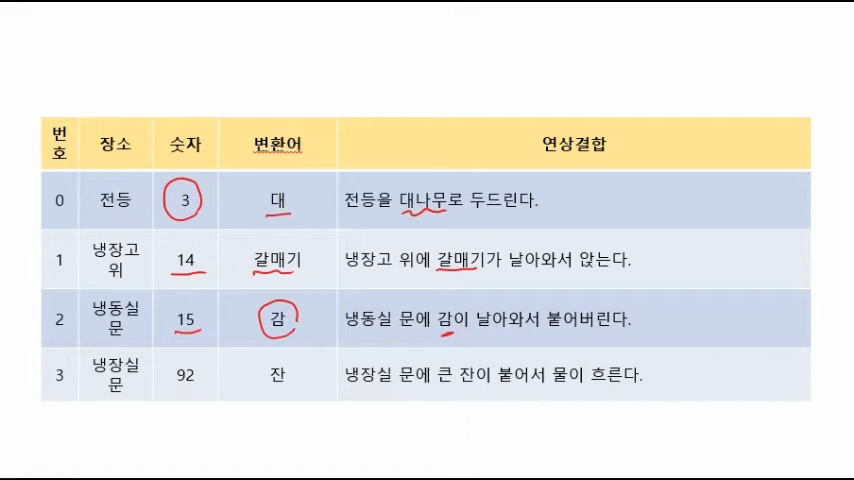 번호 장소 숫자 변환어 연상결합
0 전등 3 대 전등을 대나무로 두드린다.
1 냉장고 위 14 갈매기 냉장고 위에 갈매기가 날아와서 앉는다.
2 냉동실 문 15 감 냉동실 문에 감이 날아와서 붙어버린다.
3 냉장실 문 92 잔 냉장실 문에 큰 잔이 붙어서 물이 흐른다.